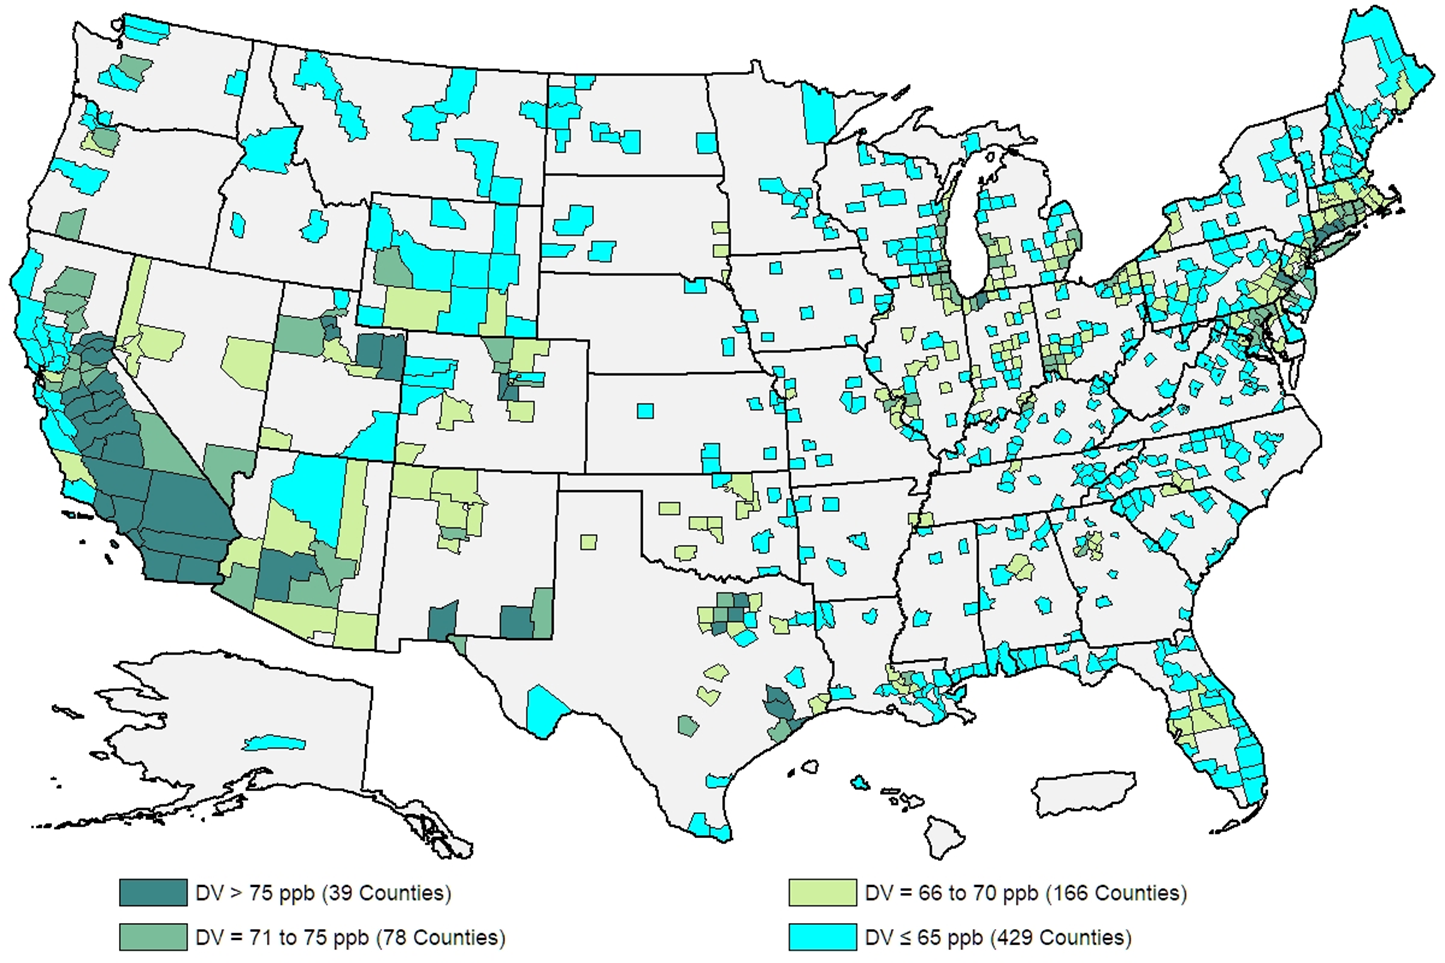 DV > 75 ppb (39 Counties)
DV = 66 to 70 ppb (166 Counties)
DV = 71 to 75 ppb (78 Counties)
DV ≤ 65 ppb (429 Counties)